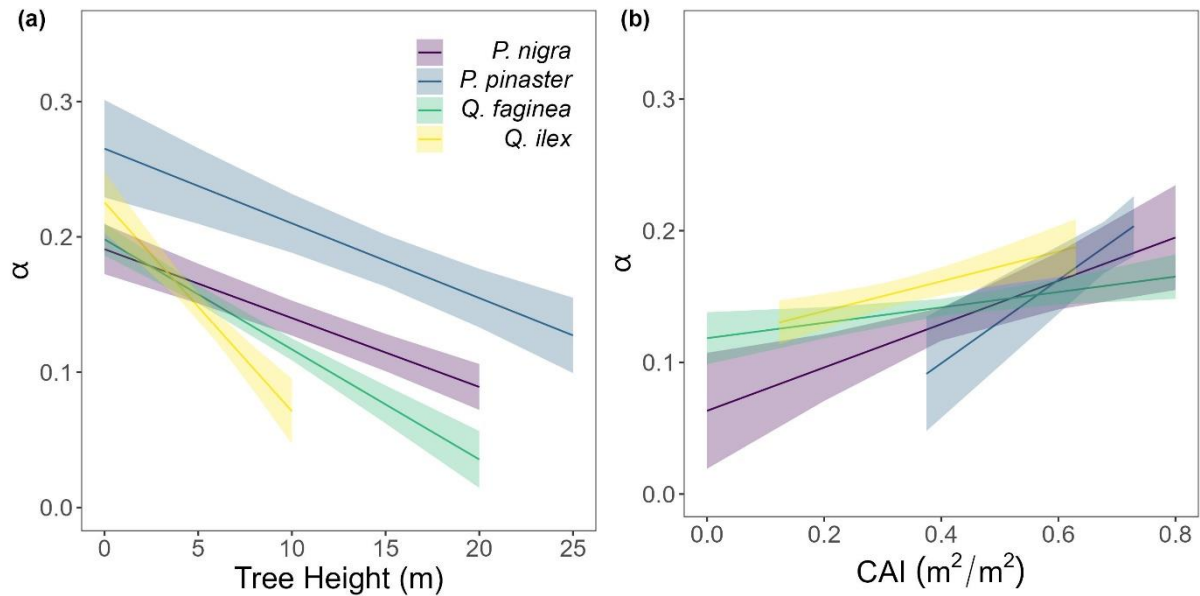 (a)
P. nigra
P. pinaster
Q. faginea
Q. ilex
α
0.3
0.2
0.1
0.0
0 5 10 15 20 25
Tree Height (m)
(b)
α
0.3
0.2
0.1
0.0
0.0 0.2 0.4 0.6 0.8
CAI (m²/m²)